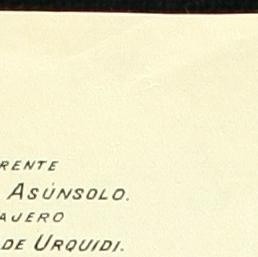 RENTE
ASÚNSOLO.
AJERO
DE URQUIDI.